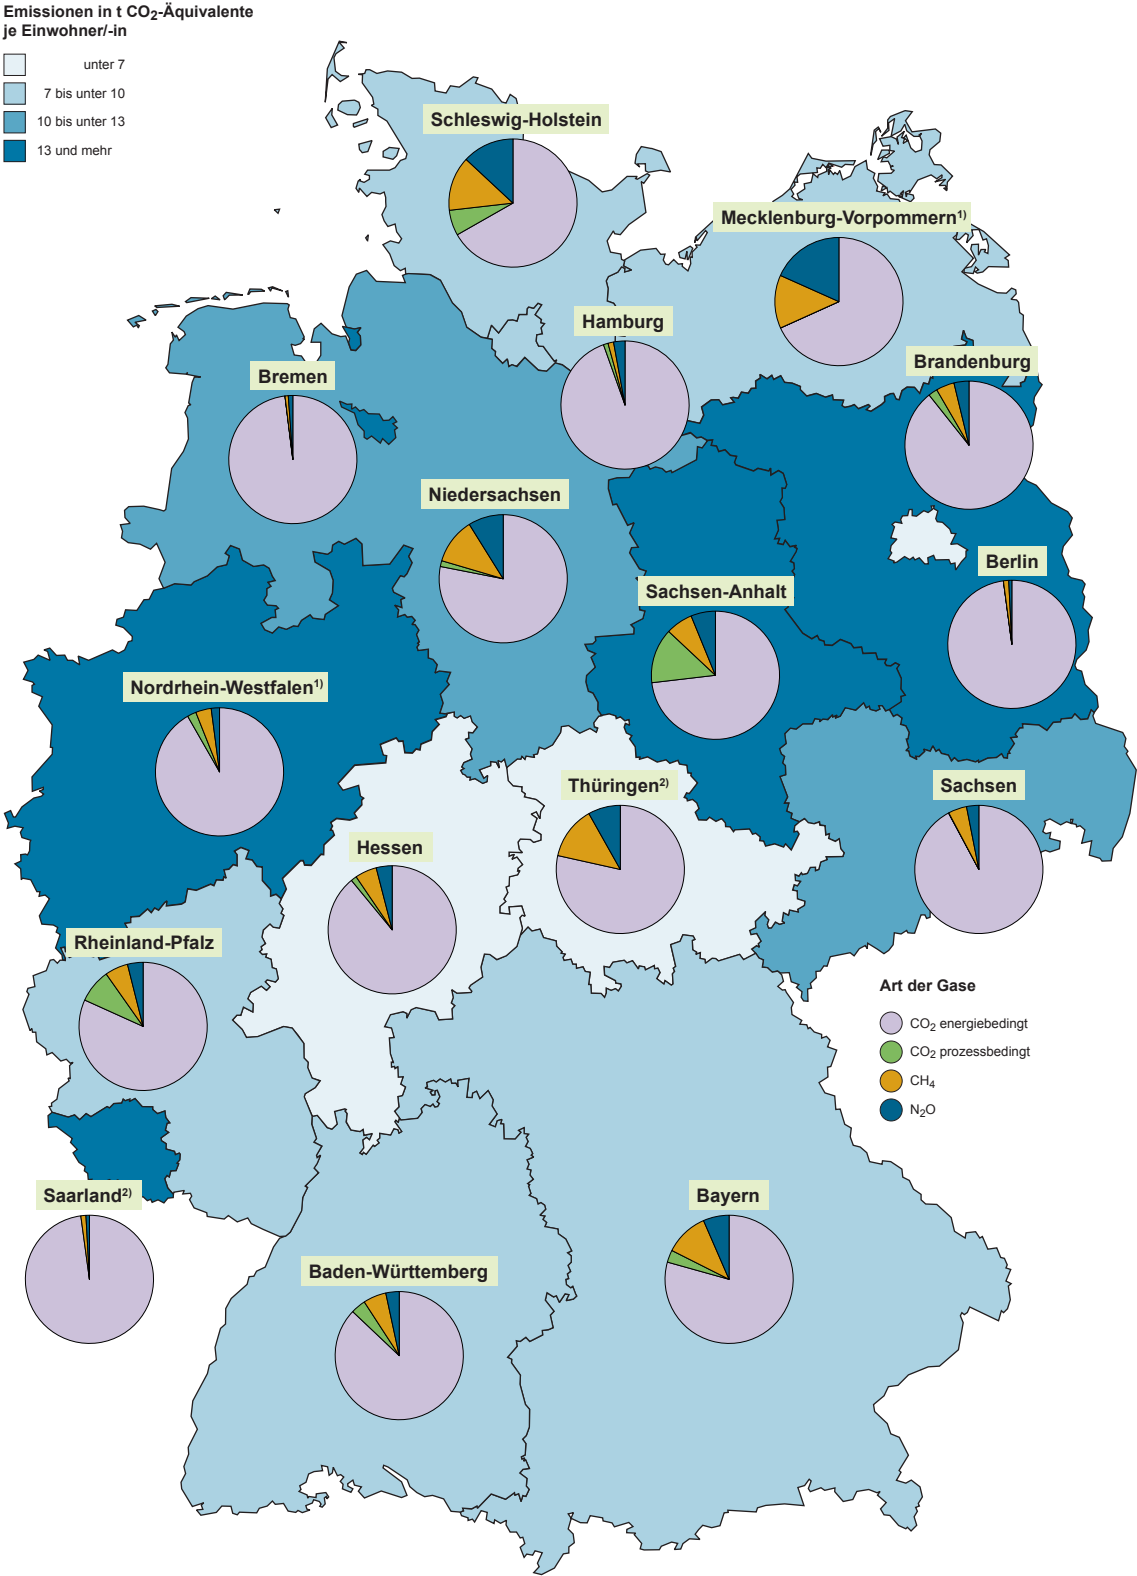 Emissionen in t CO₂-Äquivalente
je Einwohner/-in
unter 7
7 bis unter 10
10 bis unter 13
13 und mehr
Schleswig-Holstein
Mecklenburg-Vorpommern¹⁾
Hamburg
Brandenburg
Bremen
Niedersachsen
Berlin
Sachsen-Anhalt
Nordrhein-Westfalen¹⁾
Thüringen²⁾
Sachsen
Hessen
Rheinland-Pfalz
Art der Gase
CO₂ energiebedingt
CO₂ prozessbedingt
CH₄
N₂O
Saarland²⁾
Bayern
Baden-Württemberg